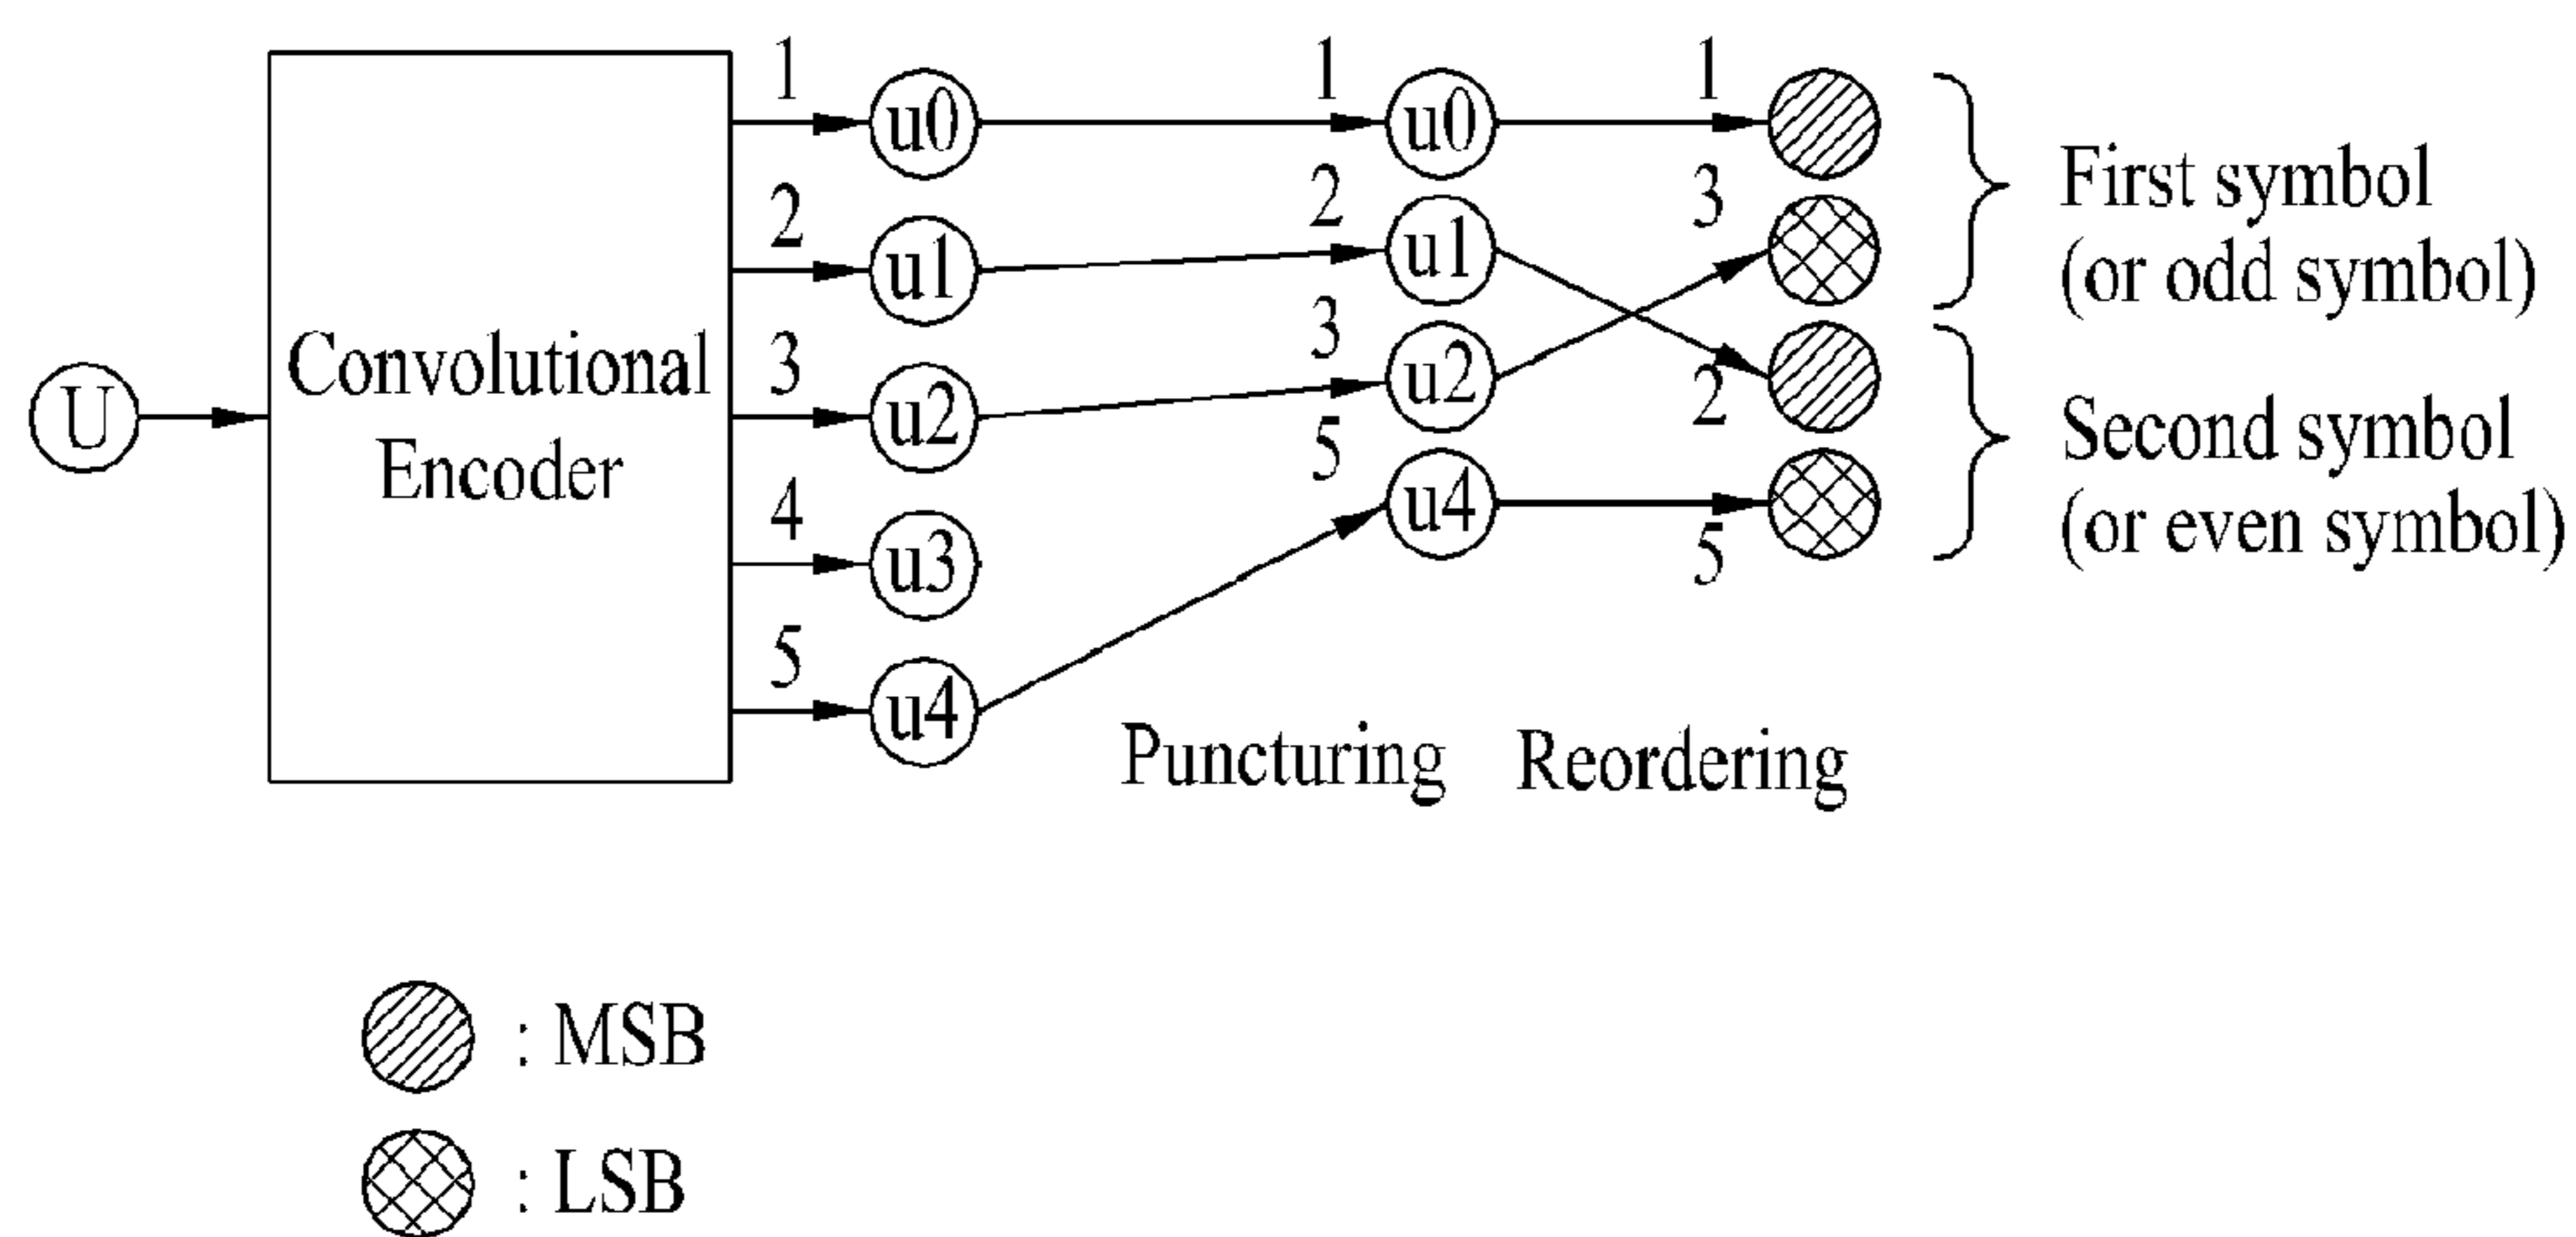 1
1
1
u0
u0
2
2
3
u1
u1
First symbol
(or odd symbol)
U
Convolutional
Encoder
3
3
2
u2
u2
Second symbol
(or even symbol)
4
5
5
u3
u4
5
u4
Puncturing
Reordering
: MSB
: LSB